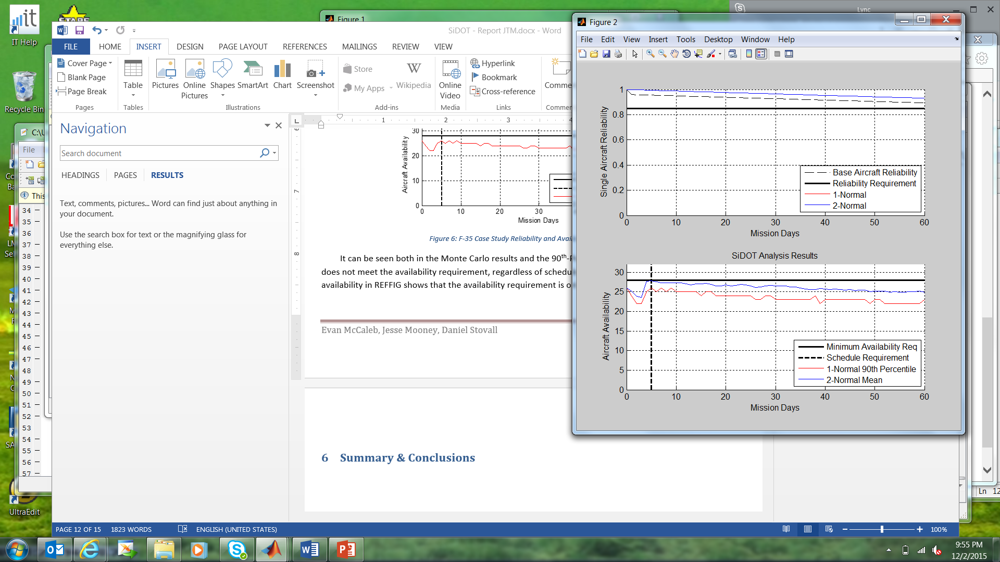 IT Help
STARS
Recycle Bin
C:\U
File
This
34
35
36
37
38
39
40
41
42
43
44
45
46
47
48
49
50
51
52
53
54
55
56
57
UltraEdit
Figure 1
Lync
SiDOT - Report JTM.docx - Word
FILE HOME INSERT DESIGN PAGE LAYOUT REFERENCES MAILINGS REVIEW VIEW
Cover Page
Blank Page
Page Break
Pages
Table
Tables
Pictures
Online Pictures
Shapes
SmartArt
Chart
Screenshot
Illustrations
Store
My Apps
Wikipedia
Add-ins
Online Video
Media
Hyperlink
Bookmark
Cross-reference
Links
Comme
Commen
Navigation
Search document
HEADINGS PAGES RESULTS
Text, comments, pictures... Word can find just about anything in
your document.
Use the search box for text or the magnifying glass for
everything else.
1 2 3 4
7
8
Aircraft Availability
30
20
10
0
0 10 20 30
Mission Days
Figure 6: F-35 Case Study Reliability and Avai
It can be seen both in the Monte Carlo results and the 90th-P
does not meet the availability requirement, regardless of schedu
availability in REFFIG shows that the availability requirement is o
Evan McCaleb, Jesse Mooney, Daniel Stovall
6 Summary & Conclusions
Figure 2
File Edit View Insert Tools Desktop Window Help
Single Aircraft Reliability
1
0.8
0.6
0.4
0.2
0
0 10 20 30 40 50 60
Mission Days
Base Aircraft Reliability
Reliability Requirement
1-Normal
2-Normal
SiDOT Analysis Results
Aircraft Availability
30
25
20
15
10
5
0
0 10 20 30 40 50 60
Mission Days
Minimum Availability Req
Schedule Requirement
1-Normal 90th Percentile
2-Normal Mean
Ln 12
PAGE 12 OF 15 1823 WORDS ENGLISH (UNITED STATES)
100%
9:55 PM
12/2/2015